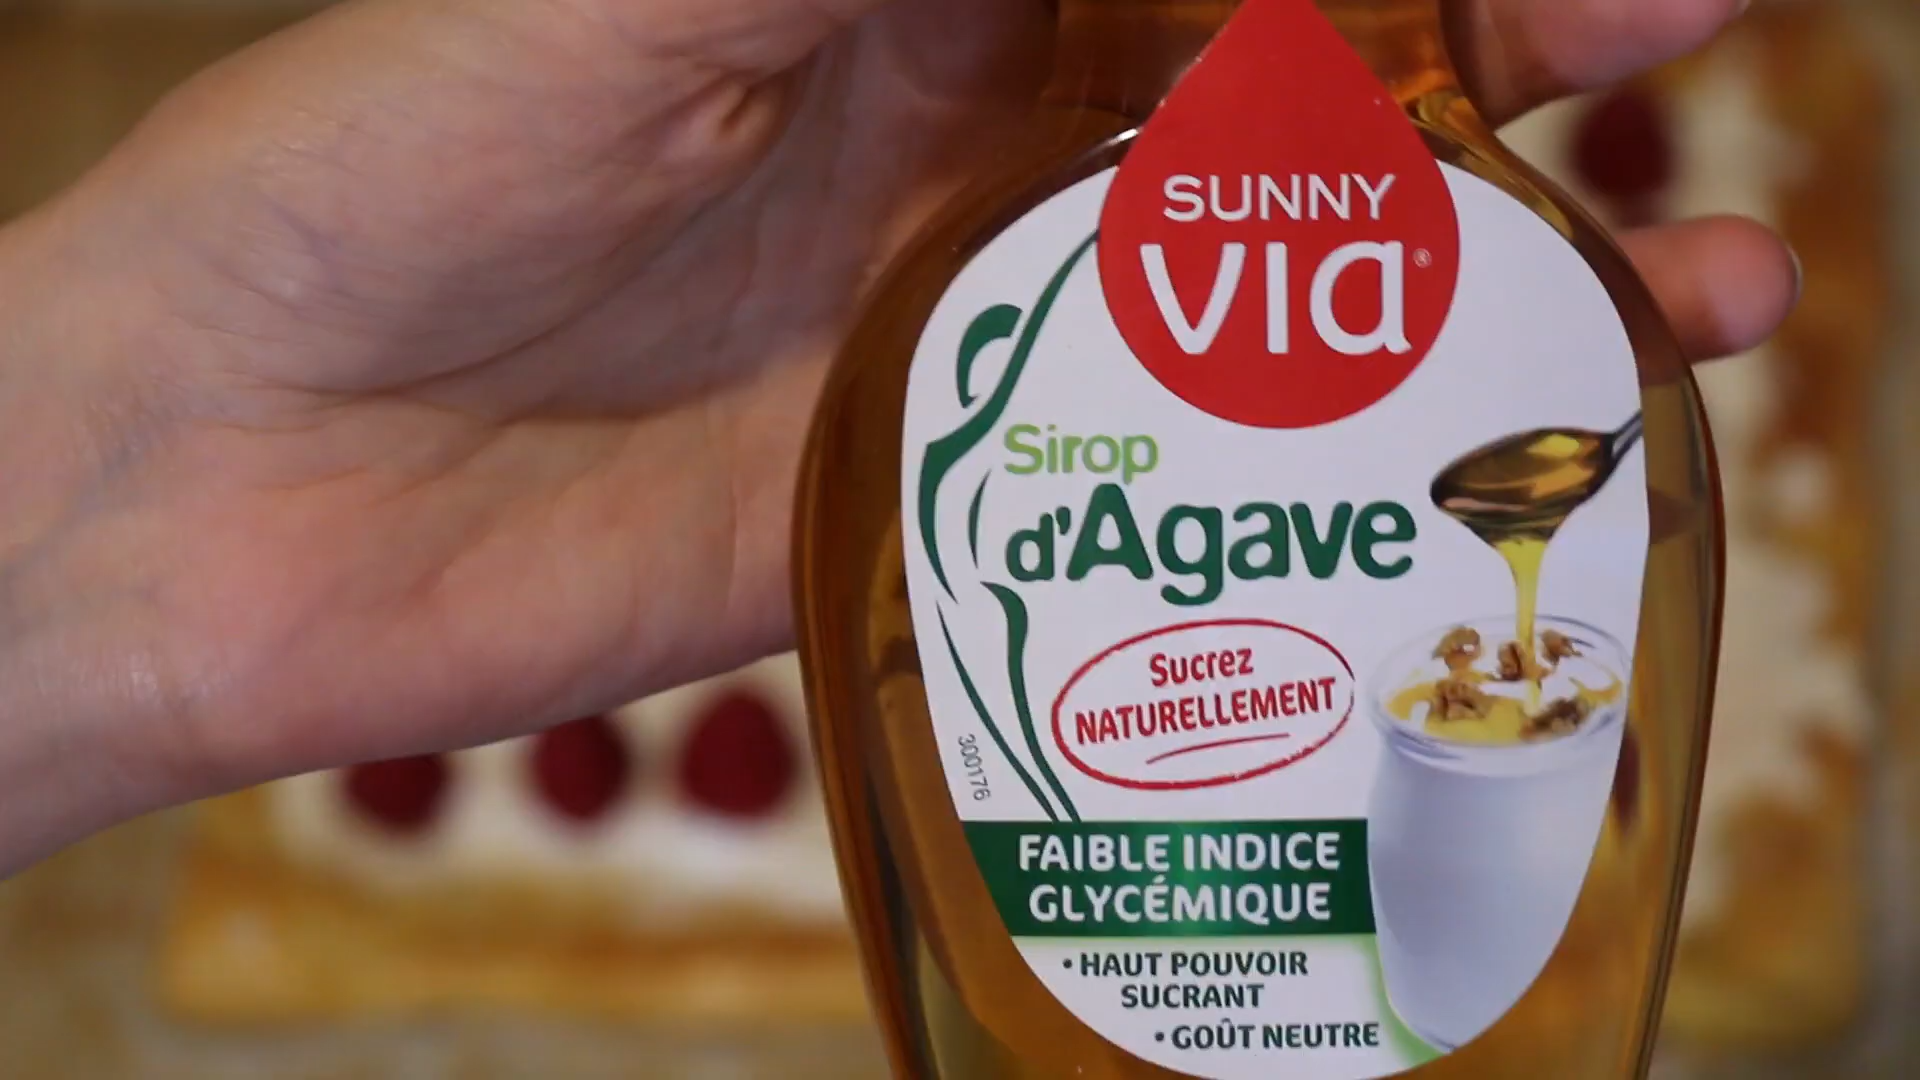 SUNNY
VIA®
Sirop
d'Agave
Sucrez
NATURELLEMENT
300176
FAIBLE INDICE
GLYCÉMIQUE
• HAUT POUVOIR
SUCRANT
• GOÛT NEUTRE